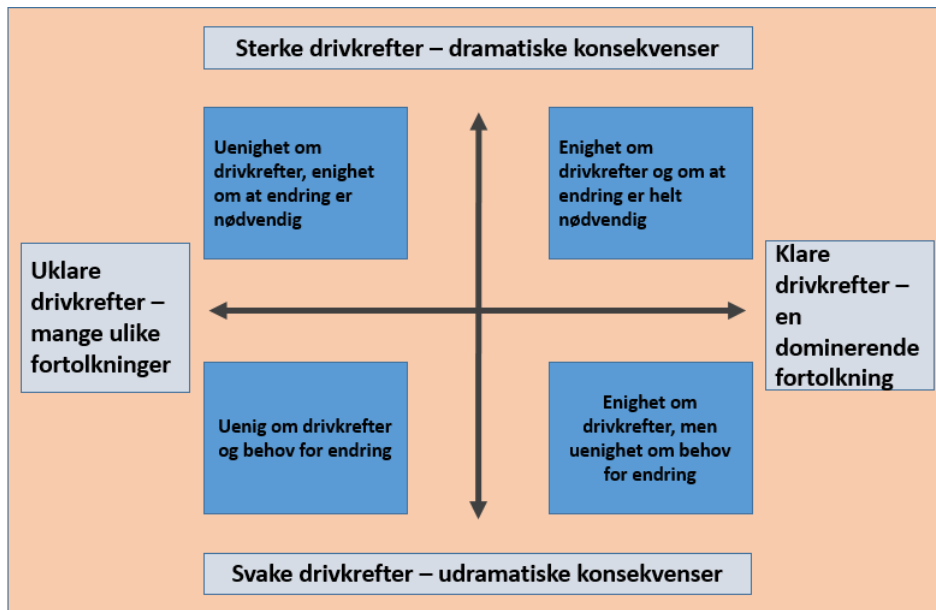 Sterke drivkrefter – dramatiske konsekvenser
Uenighet om
drivkrefter, enighet
om at endring er
nødvendig
Enighet om
drivkrefter og om at
endring er helt
nødvendig
Uklare
drivkrefter –
mange ulike
fortolkninger
Klare
drivkrefter –
en
dominerende
fortolkning
Uenig om drivkrefter
og behov for endring
Enighet om
drivkrefter, men
uenighet om behov
for endring
Svake drivkrefter – udramatiske konsekvenser